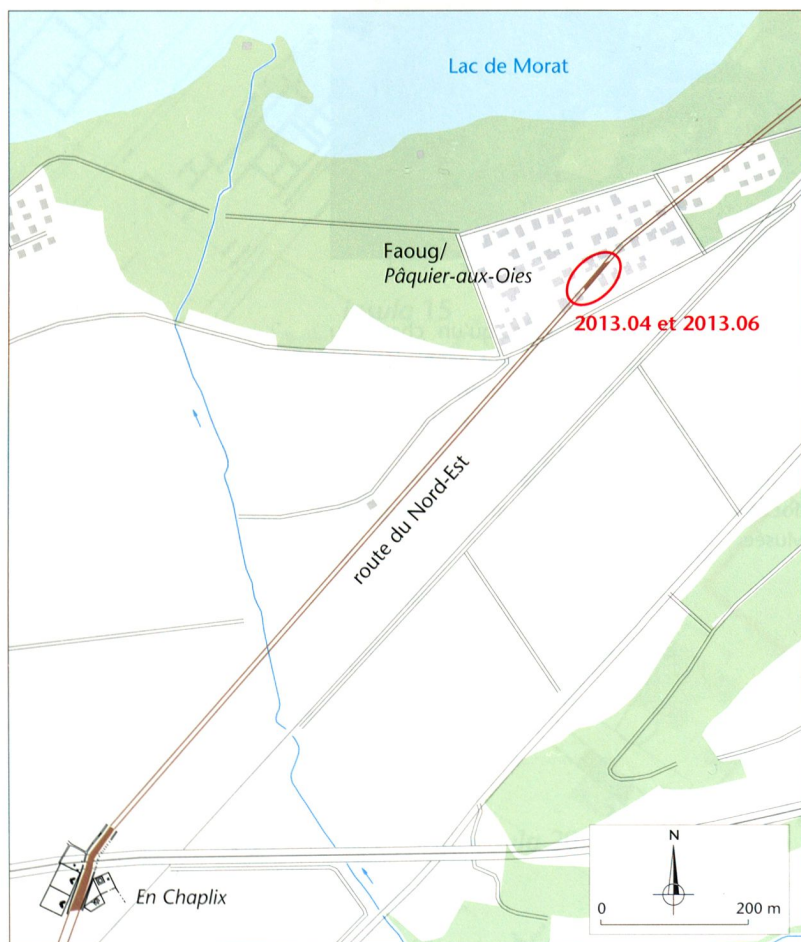 Lac de Morat
Faoug/
Pâquier-aux-Oies
2013.04 et 2013.06
route du Nord-Est
En Chaplix
N
0 200 m